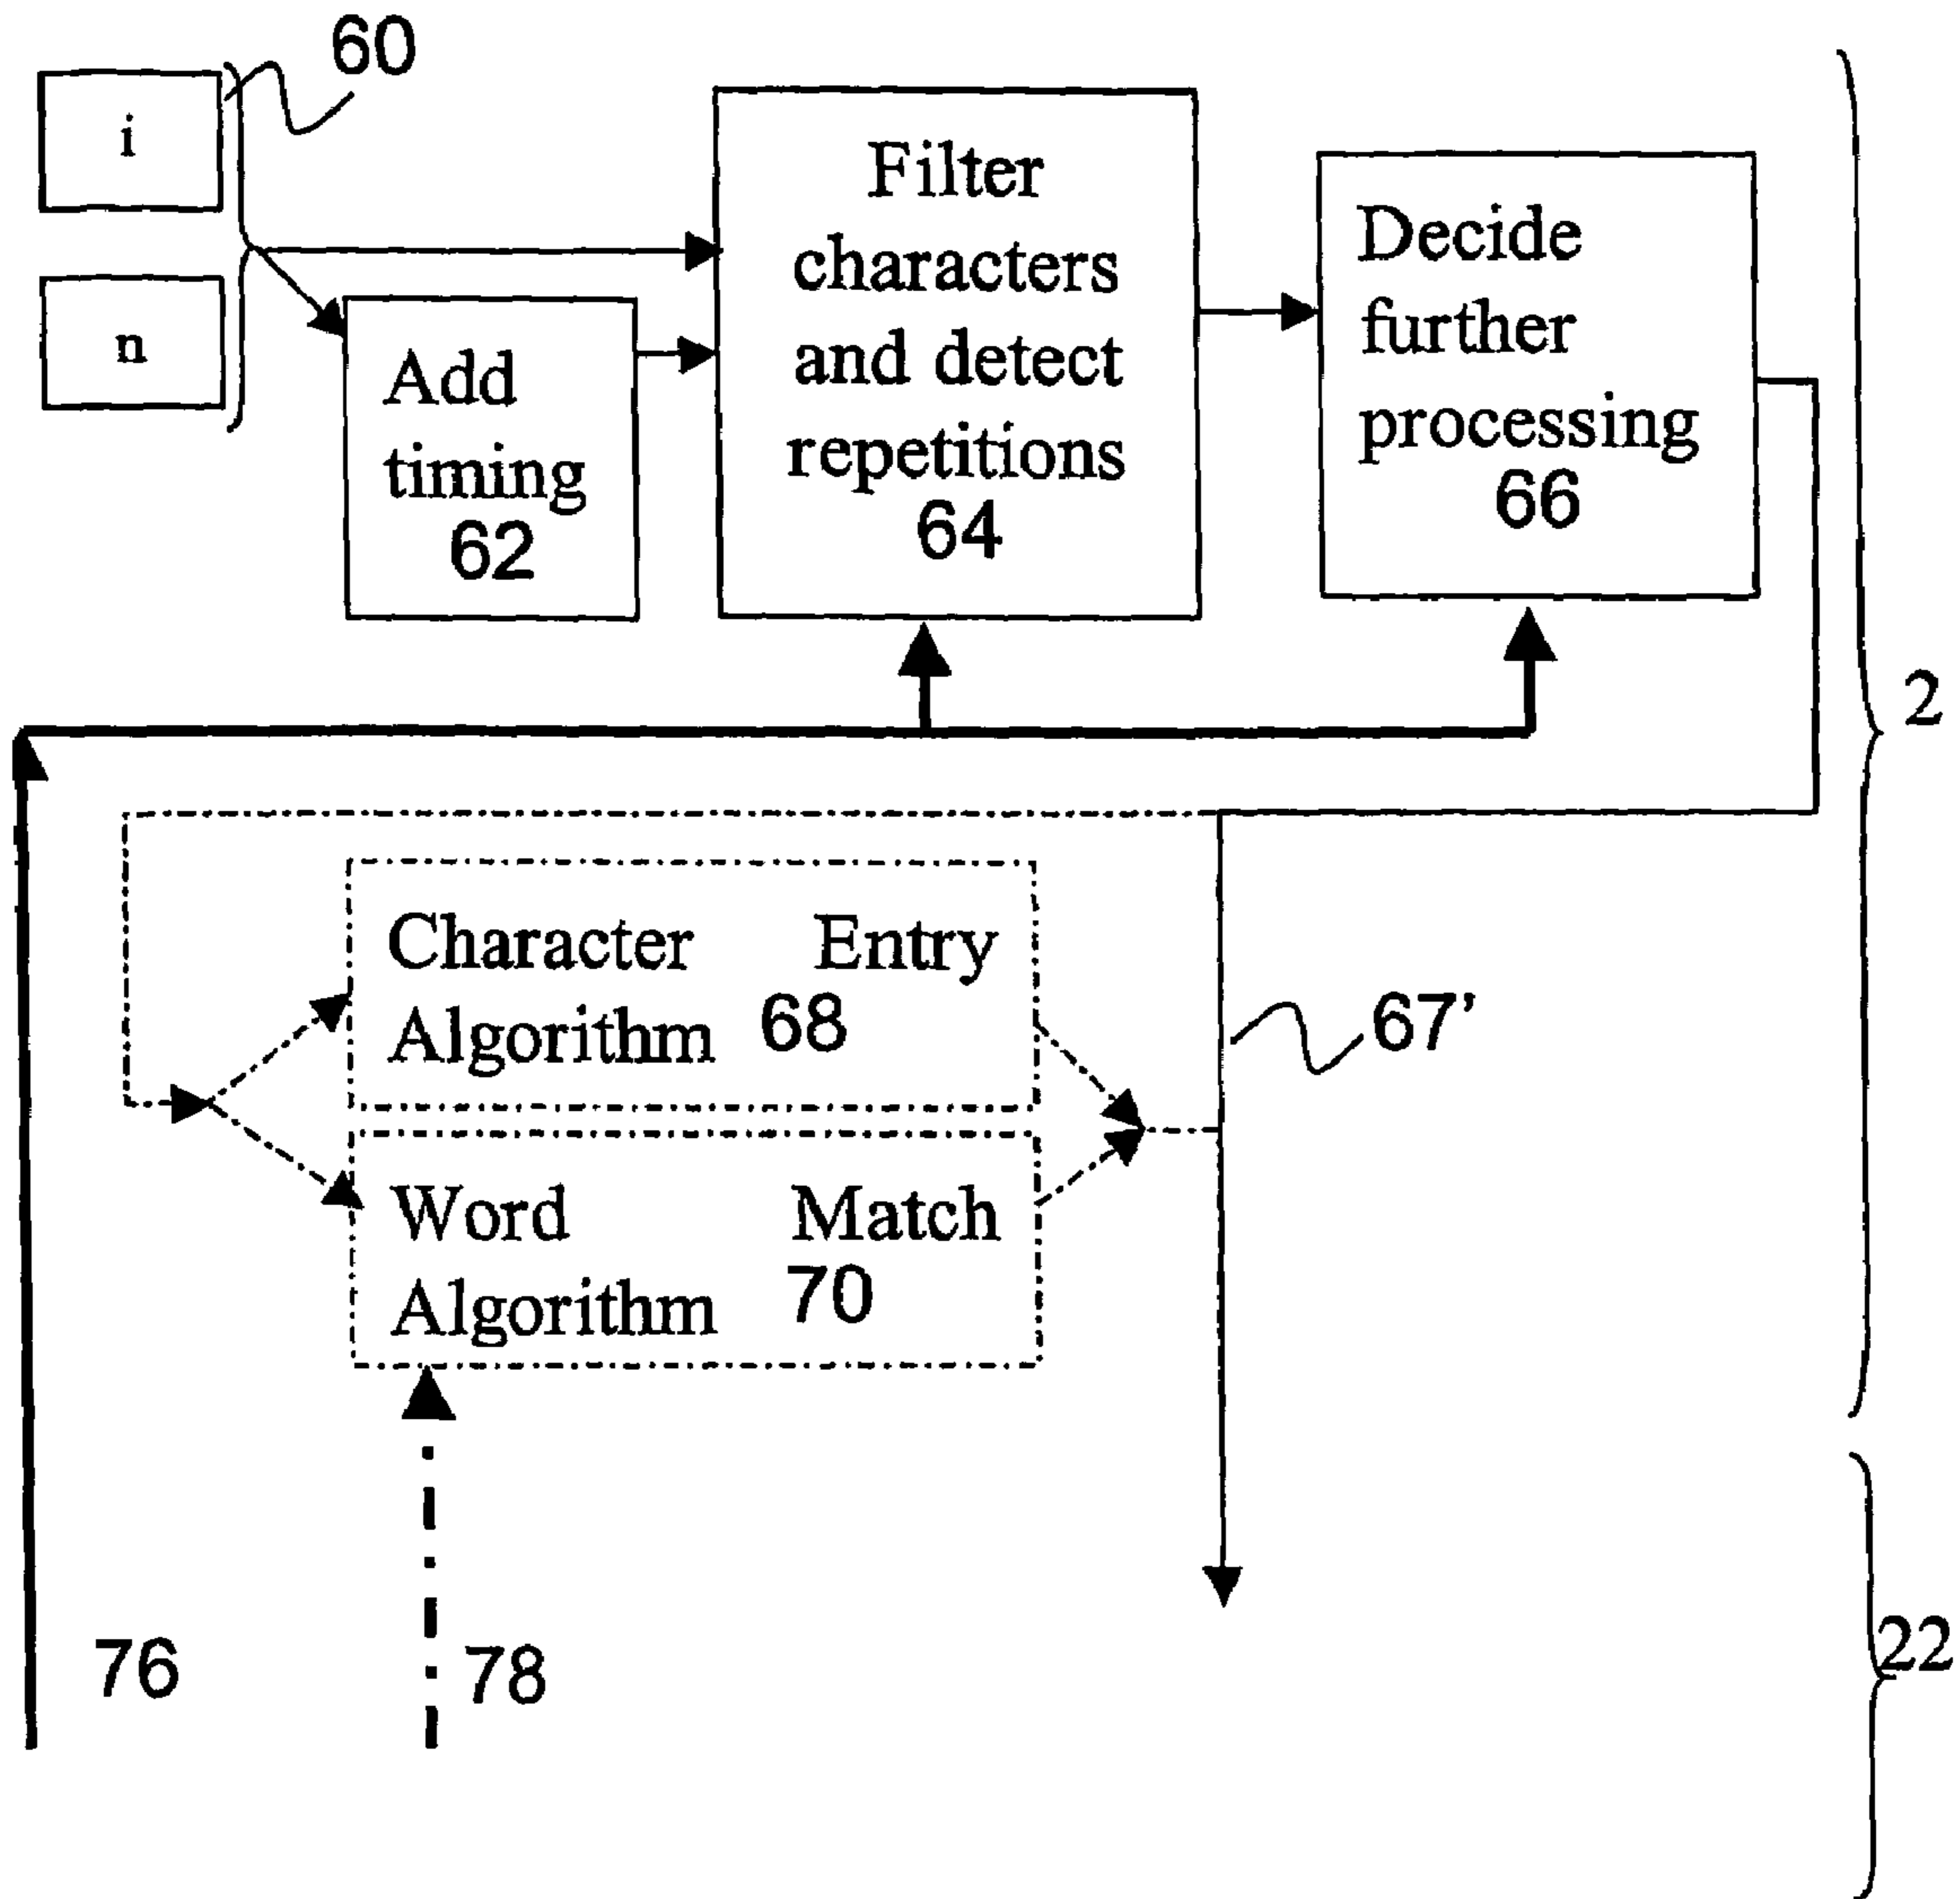 60
i
n
Add
timing
62
Filter
characters
and detect
repetitions
64
Decide
further
processing
66
2
Character Entry
Algorithm 68
67’
Word Match
Algorithm 70
76
78
22